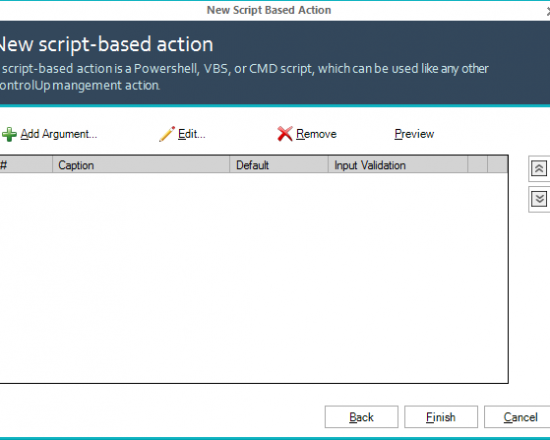 New Script Based Action
New script-based action
script-based action is a Powershell, VBS, or CMD script, which can be used like any other
ontrolUp mangement action.
Add Argument... Edit... Remove Preview
# Caption Default Input Validation
Back Finish Cancel